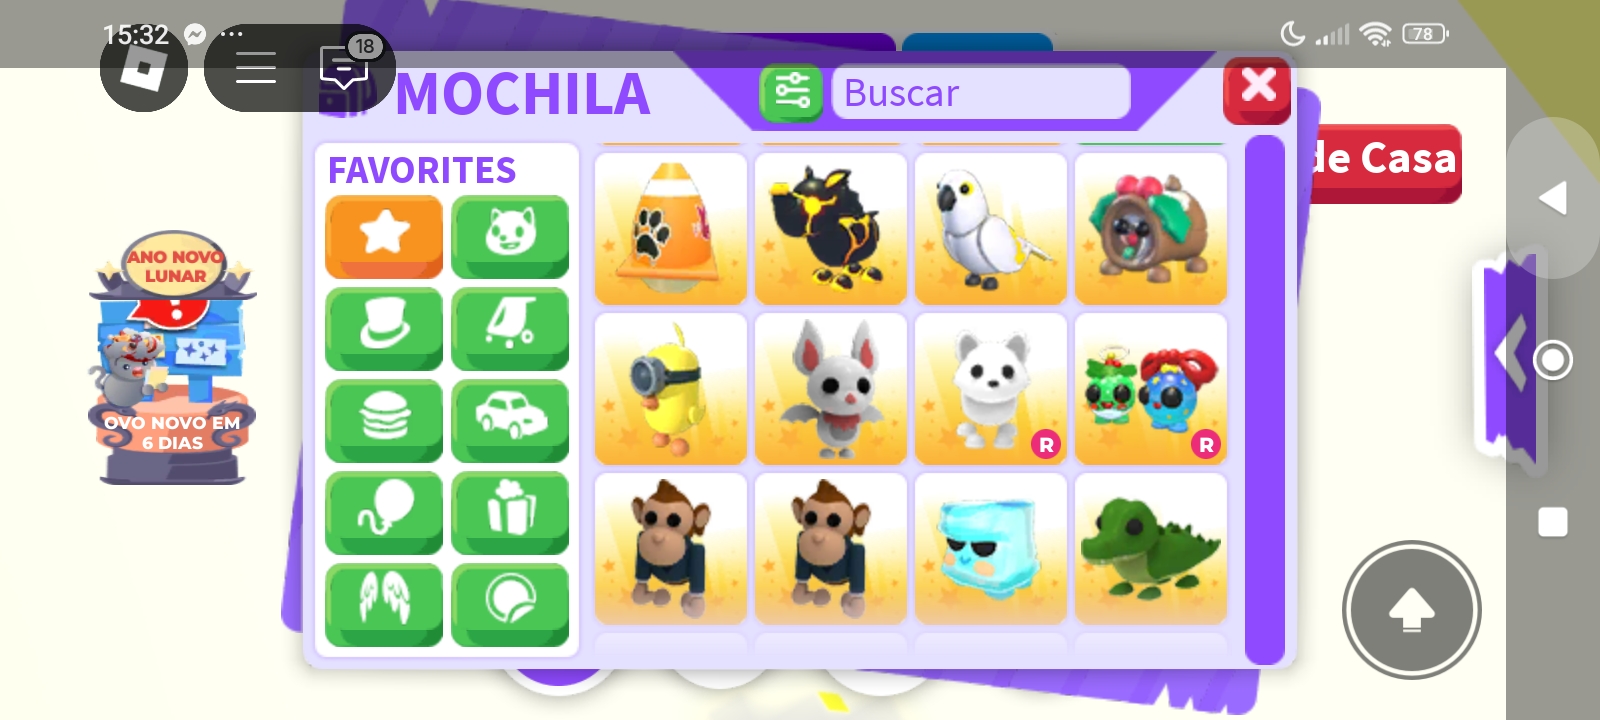 15:32
18
78
MOCHILA
Buscar
de Casa
FAVORITES
ANO NOVO
LUNAR
OVO NOVO EM
6 DIAS
R
R